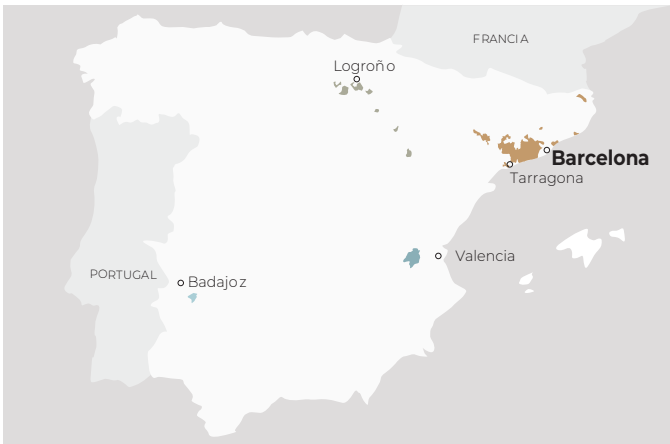 FRANCIA
Logroño
Barcelona
Tarragona
Valencia
PORTUGAL
Badajoz